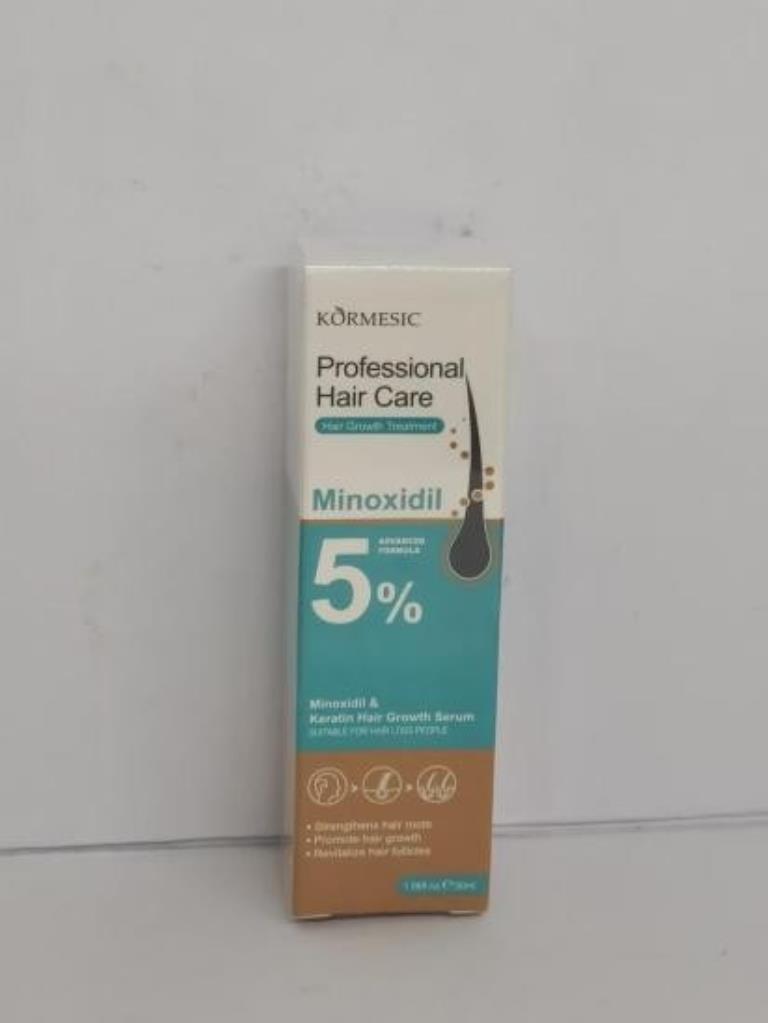 KÒRMESIC
Professional
Hair Care
Hair Growth Treatment
Minoxidil
5%
ADVANCED
FORMULA
Minoxidil &
Keratin Hair Growth Serum
SUITABLE FOR HAIR LOSS PEOPLE
• Strengthens hair roots
• Promote hair growth
• Revitalize hair follicles